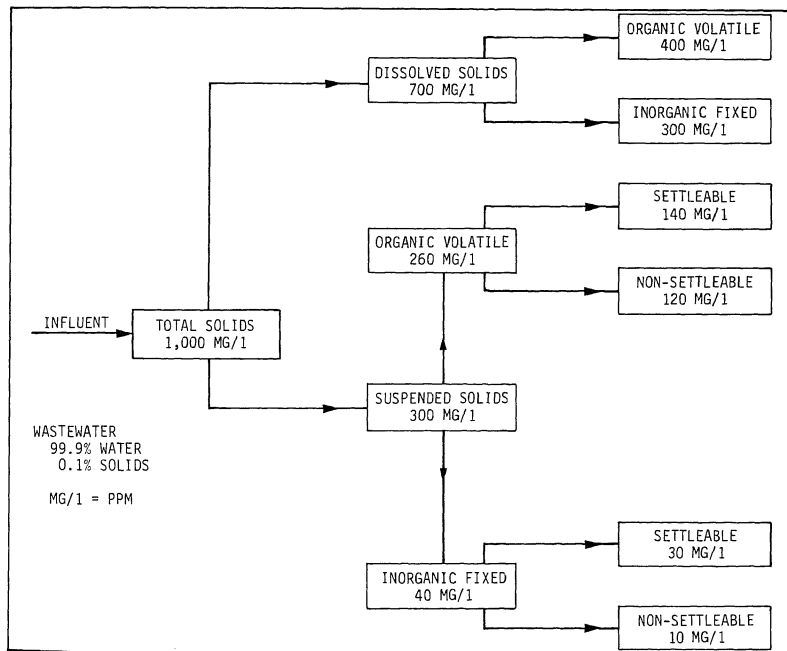 ORGANIC VOLATILE
400 MG/1
DISSOLVED SOLIDS
700 MG/1
INORGANIC FIXED
300 MG/1
SETTLEABLE
140 MG/1
ORGANIC VOLATILE
260 MG/1
NON-SETTLEABLE
120 MG/1
INFLUENT
TOTAL SOLIDS
1,000 MG/1
SUSPENDED SOLIDS
300 MG/1
WASTEWATER
99.9% WATER
0.1% SOLIDS
MG/1 = PPM
SETTLEABLE
30 MG/1
INORGANIC FIXED
40 MG/1
NON-SETTLEABLE
10 MG/1